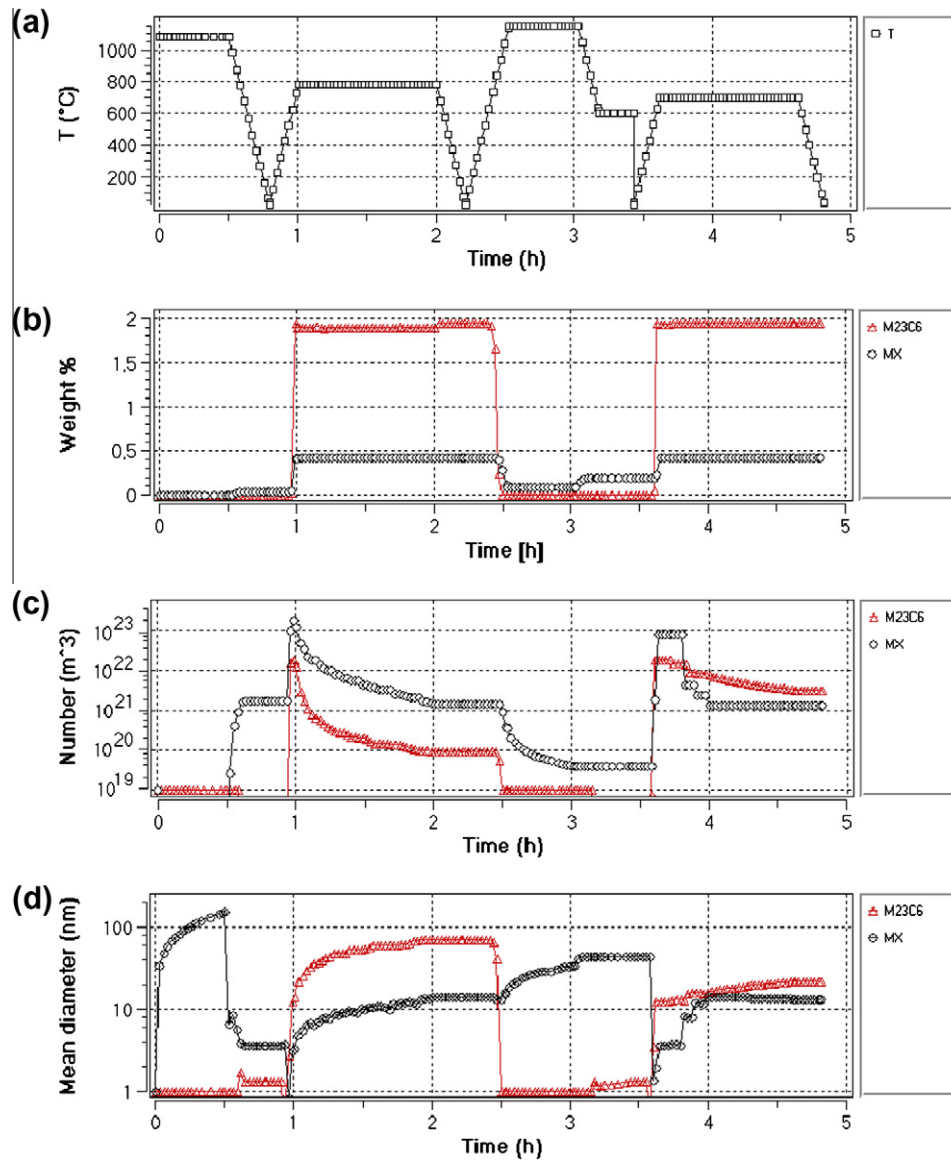 (a)
T (°C)
1000
800
600
400
200
0 1 2 3 4 5
Time (h)
T
(b)
Weight %
2
1.5
1
0.5
0
0 1 2 3 4 5
Time [h]
M23C6
MX
(c)
Number (m^3)
10^23
10^22
10^21
10^20
10^19
0 1 2 3 4 5
Time (h)
M23C6
MX
(d)
Mean diameter (nm)
100
10
1
0 1 2 3 4 5
Time (h)
M23C6
MX